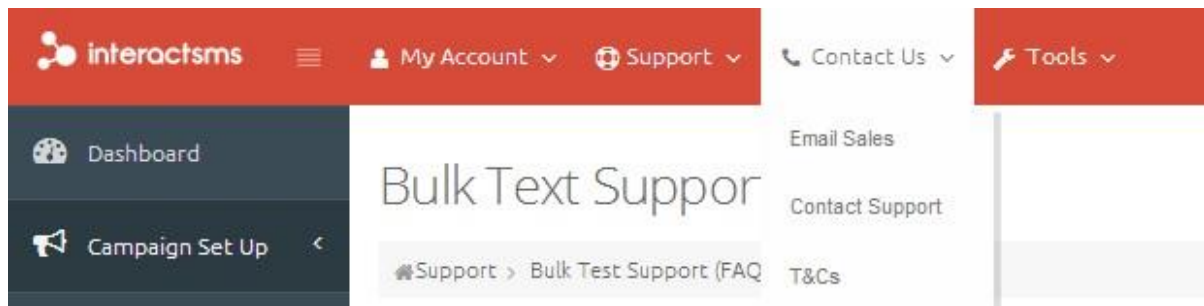 interactsms
My Account
Support
Contact Us
Tools
Dashboard
Campaign Set Up
Bulk Text Suppor
Support > Bulk Test Support (FAQ
Email Sales
Contact Support
T&Cs